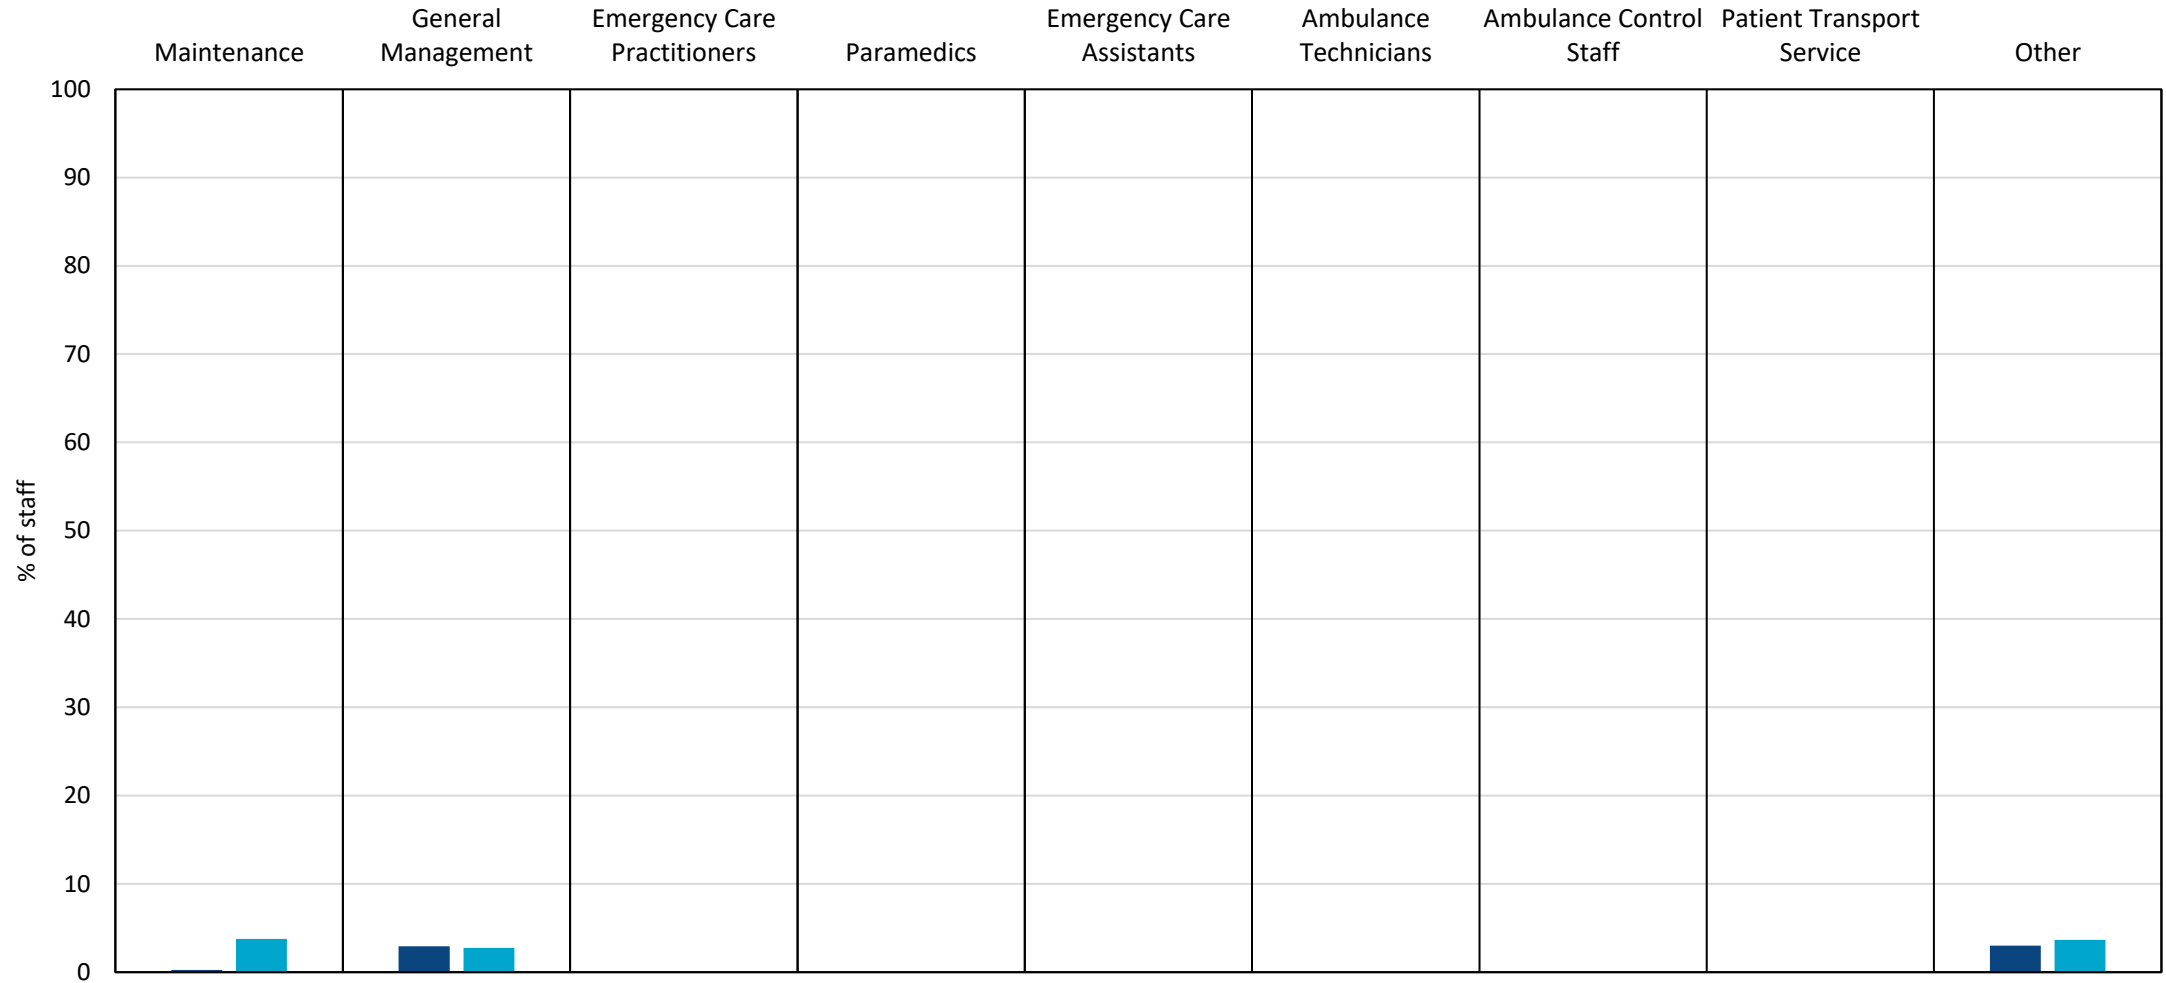 Maintenance
General
Management
Emergency Care
Practitioners
Paramedics
Emergency Care
Assistants
Ambulance
Technicians
Ambulance Control
Staff
Patient Transport
Service
Other
100
90
80
70
60
50
40
30
20
10
0
% of staff